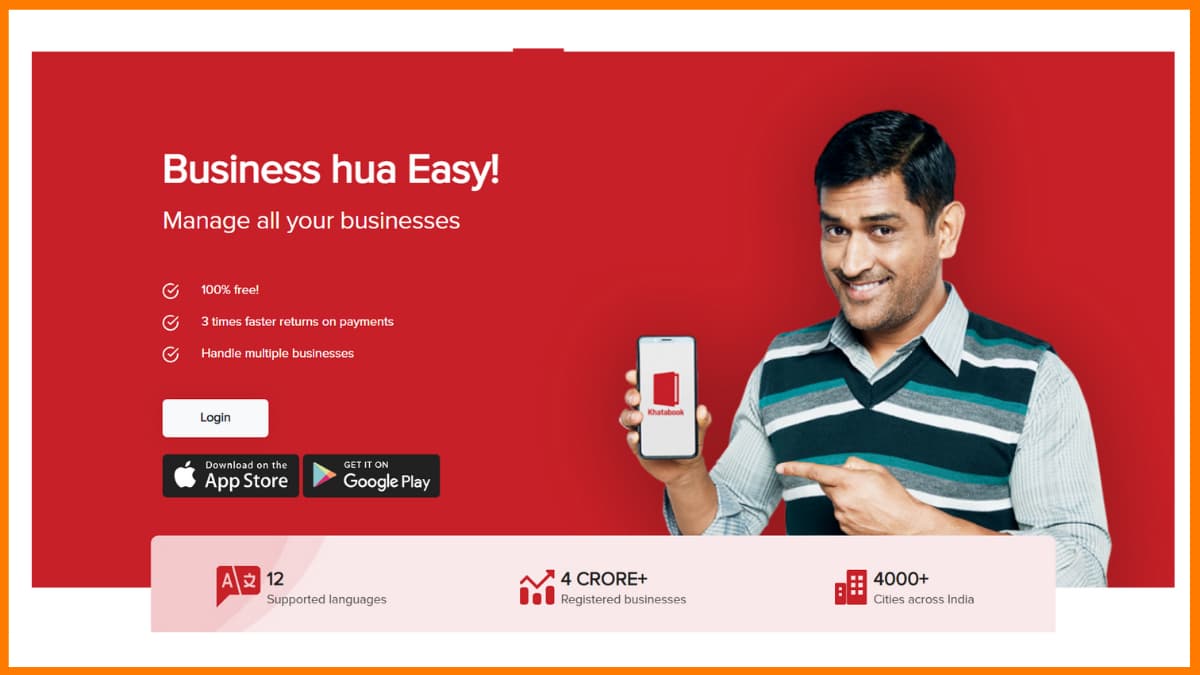 Business hua Easy!
Manage all your businesses
100% free!
3 times faster returns on payments
Handle multiple businesses
Login
Download on the
App Store
GET IT ON
Google Play
Khatabook
12
Supported languages
4 CRORE+
Registered businesses
4000+
Cities across India